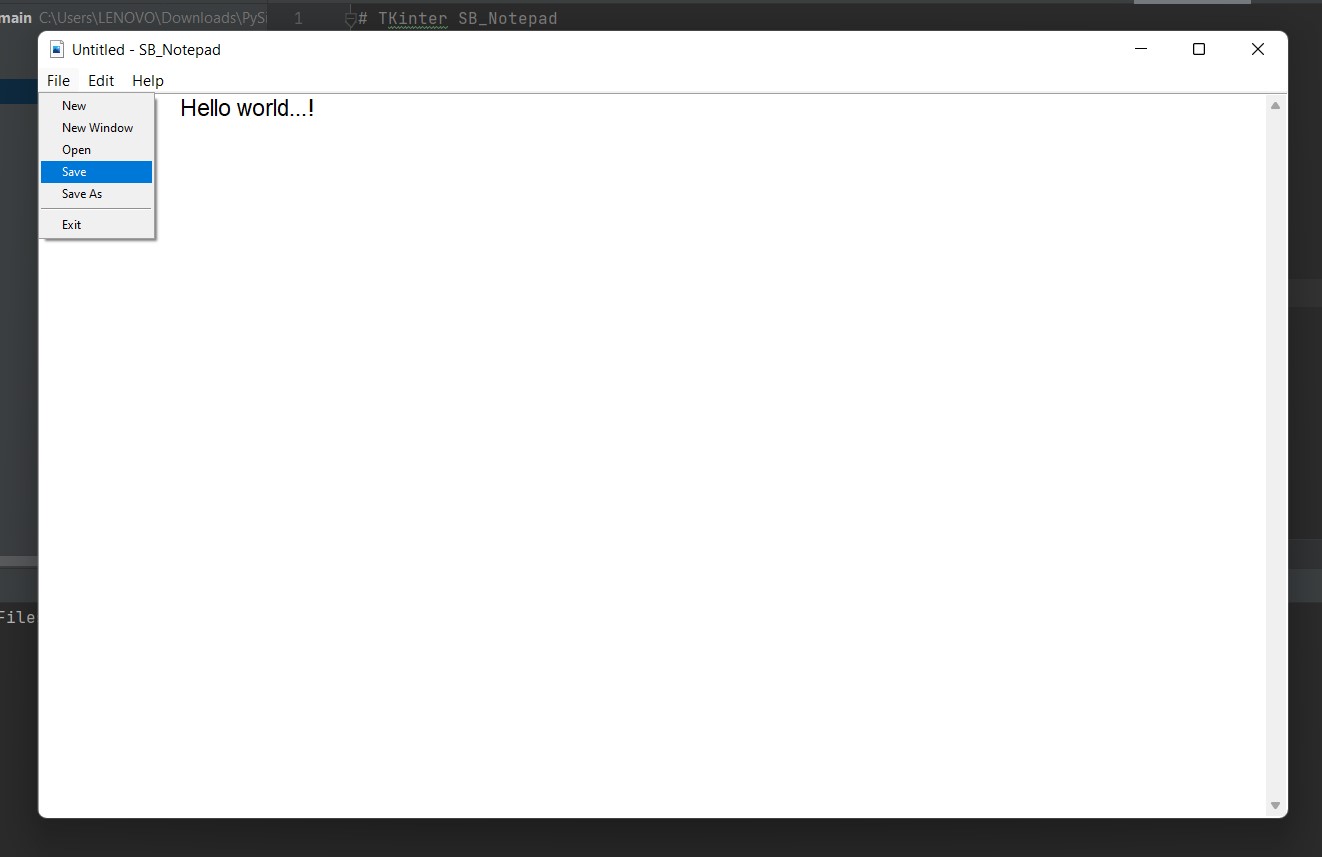 main C:\Users\LENOVO\Downloads\PySi
1 # TKinter SB_Notepad
Untitled - SB_Notepad
File Edit Help
New
New Window
Open
Save
Save As
Exit
Hello world...!
File